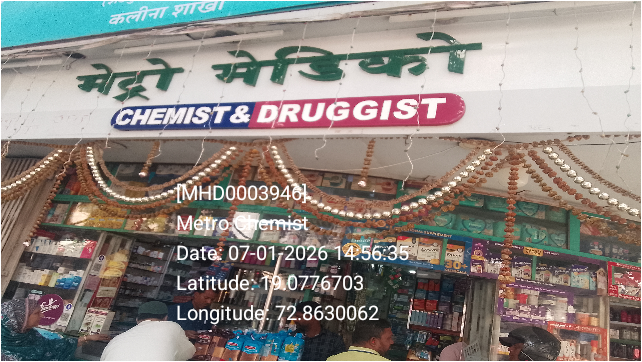 कलीना शाखा
मेट्रो मेडिको
CHEMIST & DRUGGIST
[MHD0003946]
Metro Chemist
Date: 07-01-2026 14:56:35
Latitude: 19.0776703
Longitude: 72.8630062